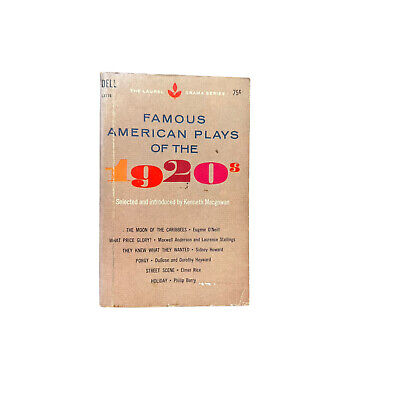 DELL
THE LAUREL DRAMA SERIES
75¢
FAMOUS
AMERICAN PLAYS
OF THE
1920s
Selected and introduced by Kenneth Macgowan
THE MOON OF THE CARIBBEES • Eugene O'Neill
WHAT PRICE GLORY? • Maxwell Anderson and Laurence Stallings
THEY KNEW WHAT THEY WANTED • Sidney Howard
PORGY • DuBose and Dorothy Heyward
STREET SCENE • Elmer Rice
HOLIDAY • Philip Barry